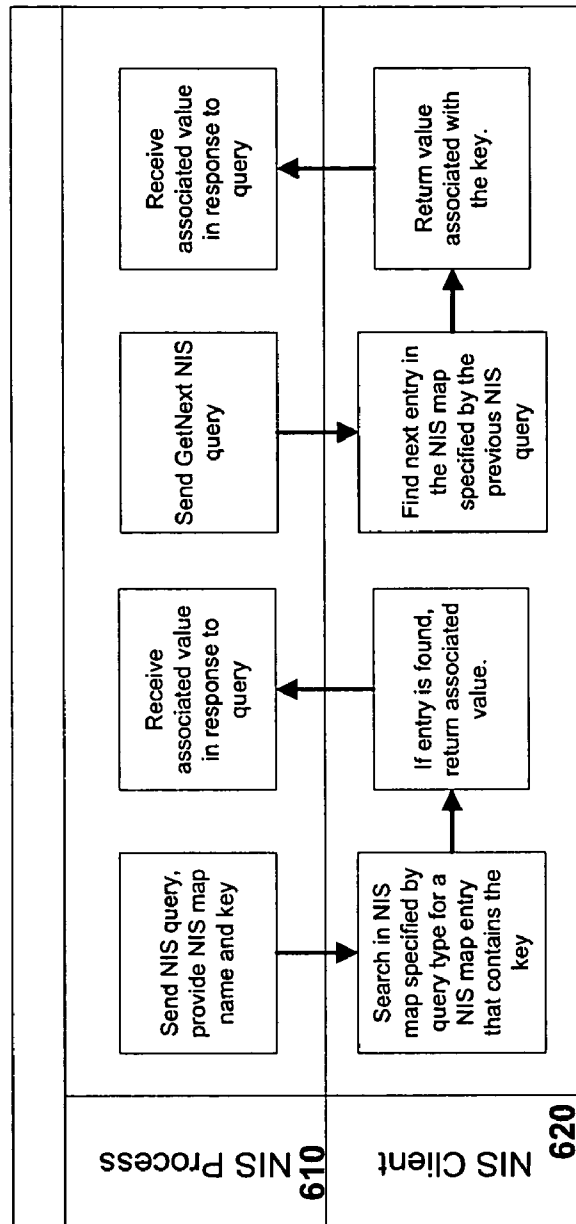 NIS Process
610
Send NIS query,
provide NIS map
name and key
Receive
associated value
in response to
query
Send GetNext NIS
query
Receive
associated value
in response to
query
NIS Client
620
Search in NIS
map specified by
query type for a
NIS map entry
that contains the
key
If entry is found,
return associated
value.
Find next entry in
the NIS map
specified by the
previous NIS
query
Return value
associated with
the key.